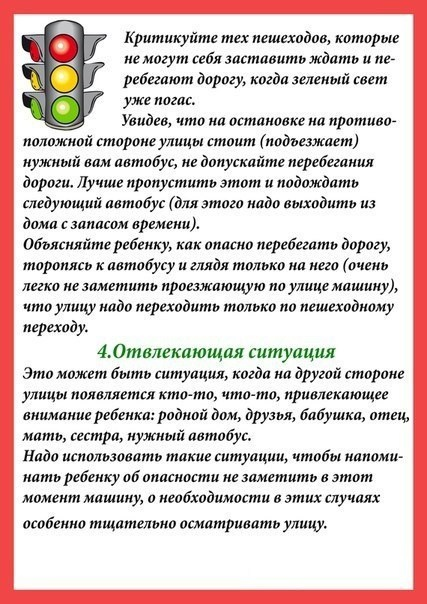 Критикуйте тех пешеходов, которые
не могут себя заставить ждать и пе-
ребегают дорогу, когда зеленый свет
уже погас.
Увидев, что на остановке на противо-
положной стороне улицы стоит (подъезжает)
нужный вам автобус, не допускайте перебегания
дороги. Лучше пропустить этот и подождать
следующий автобус (для этого надо выходить из
дома с запасом времени).
Объясняйте ребенку, как опасно перебегать дорогу,
торопясь к автобусу и глядя только на него (очень
легко не заметить проезжающую по улице машину),
что улицу надо переходить только по пешеходному
переходу.
4.Отвлекающая ситуация
Это может быть ситуация, когда на другой стороне
улицы появляется кто-то, что-то, привлекающее
внимание ребенка: родной дом, друзья, бабушка, отец,
мать, сестра, нужный автобус.
Надо использовать такие ситуации, чтобы напоми-
нать ребенку об опасности не заметить в этот
момент машину, о необходимости в этих случаях
особенно тщательно осматривать улицу.